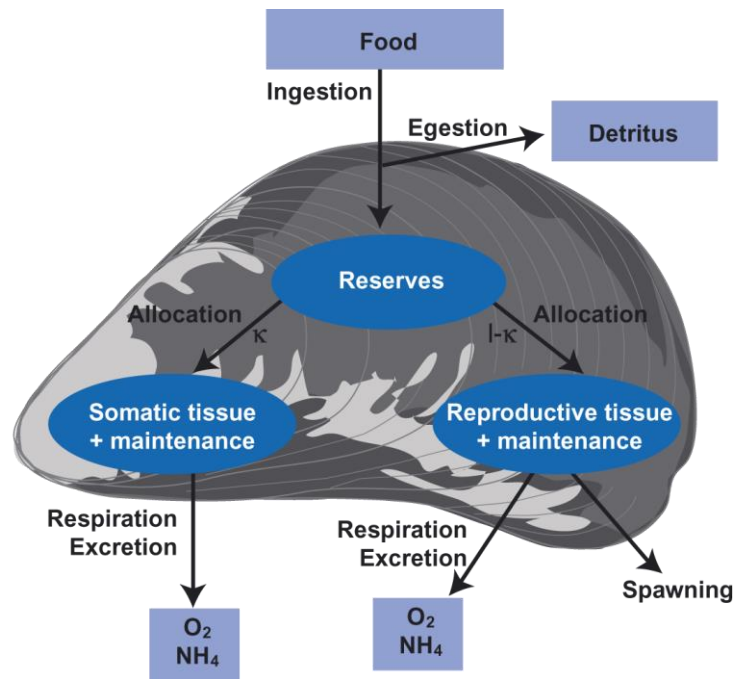 Food
Ingestion
Egestion
Detritus
Reserves
Allocation
κ
l-κ
Allocation
Somatic tissue
+ maintenance
Reproductive tissue
+ maintenance
Respiration
Excretion
Respiration
Excretion
Spawning
O₂
NH₄
O₂
NH₄